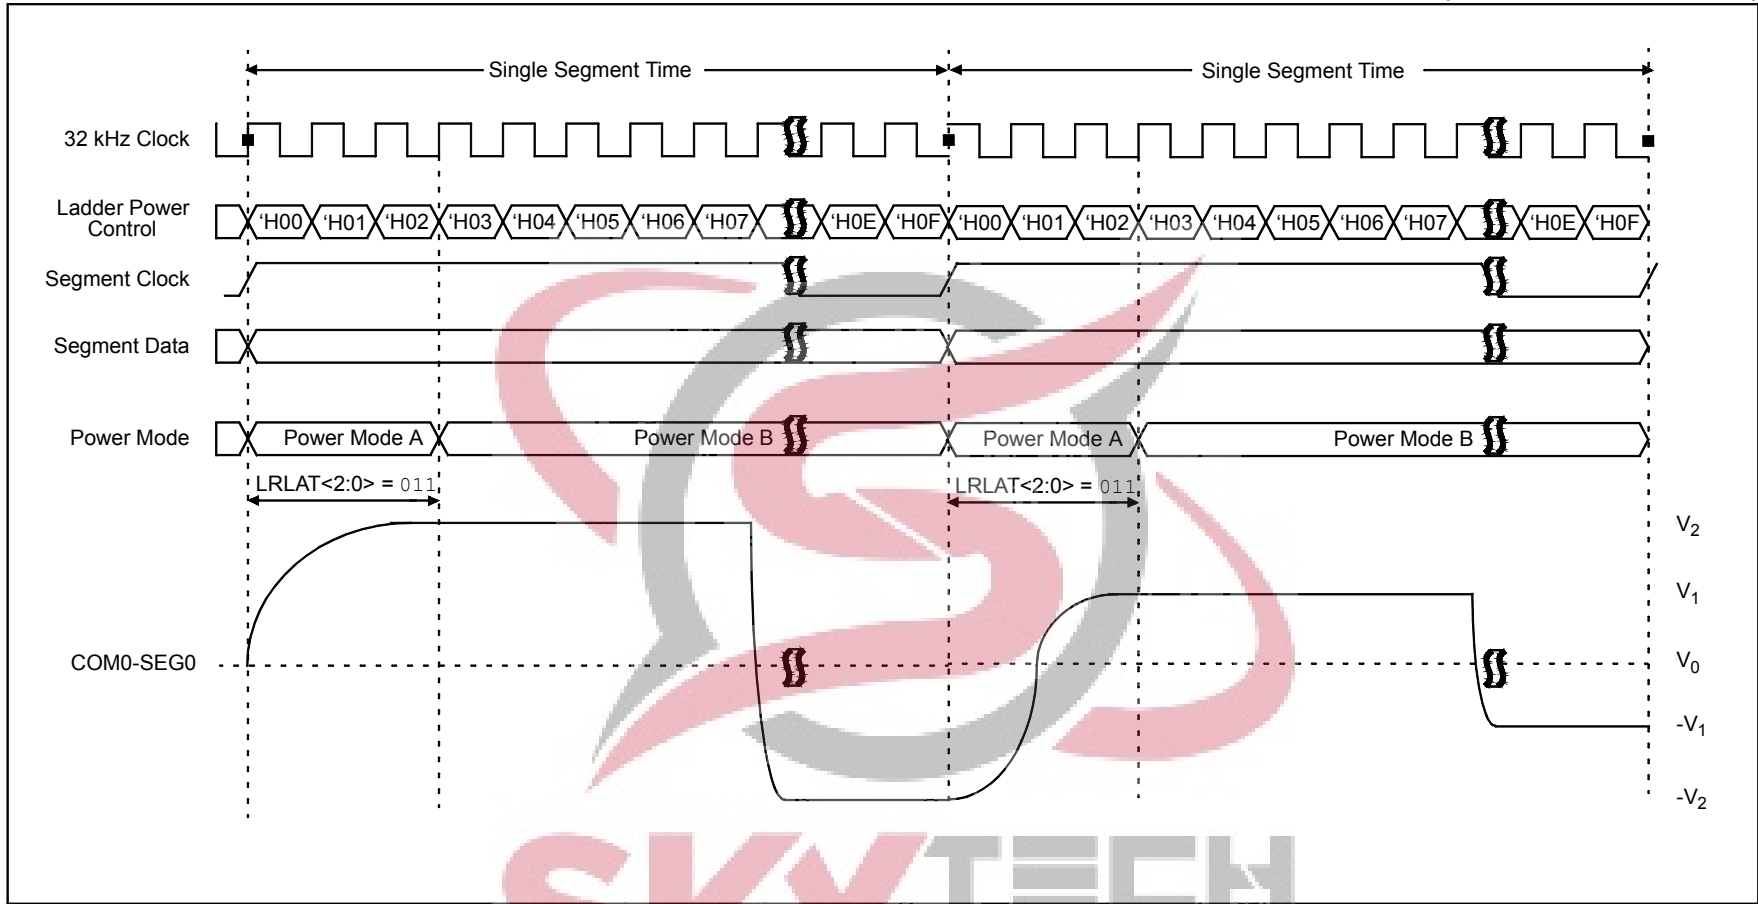 Single Segment Time Single Segment Time
32 kHz Clock
Ladder Power
Control
‘H00 ‘H01 ‘H02 ‘H03 ‘H04 ‘H05 ‘H06 ‘H07 ‘H0E ‘H0F ‘H00 ‘H01 ‘H02 ‘H03 ‘H04 ‘H05 ‘H06 ‘H07 ‘H0E ‘H0F
Segment Clock
Segment Data
Power Mode Power Mode A Power Mode B Power Mode A Power Mode B
LRLAT<2:0> = 011 LRLAT<2:0> = 011
V2
V1
COM0-SEG0 V0
-V1
-V2
SKYTECH